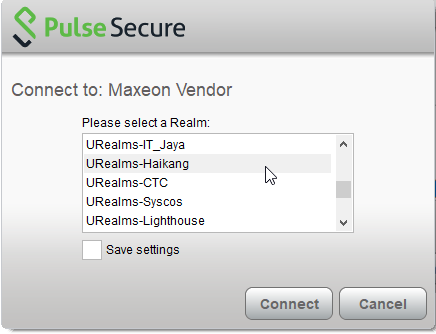 Pulse Secure
Connect to: Maxeon Vendor
Please select a Realm:
URealms-IT_Jaya
URealms-Haikang
URealms-CTC
URealms-Syscos
URealms-Lighthouse
Save settings
Connect Cancel